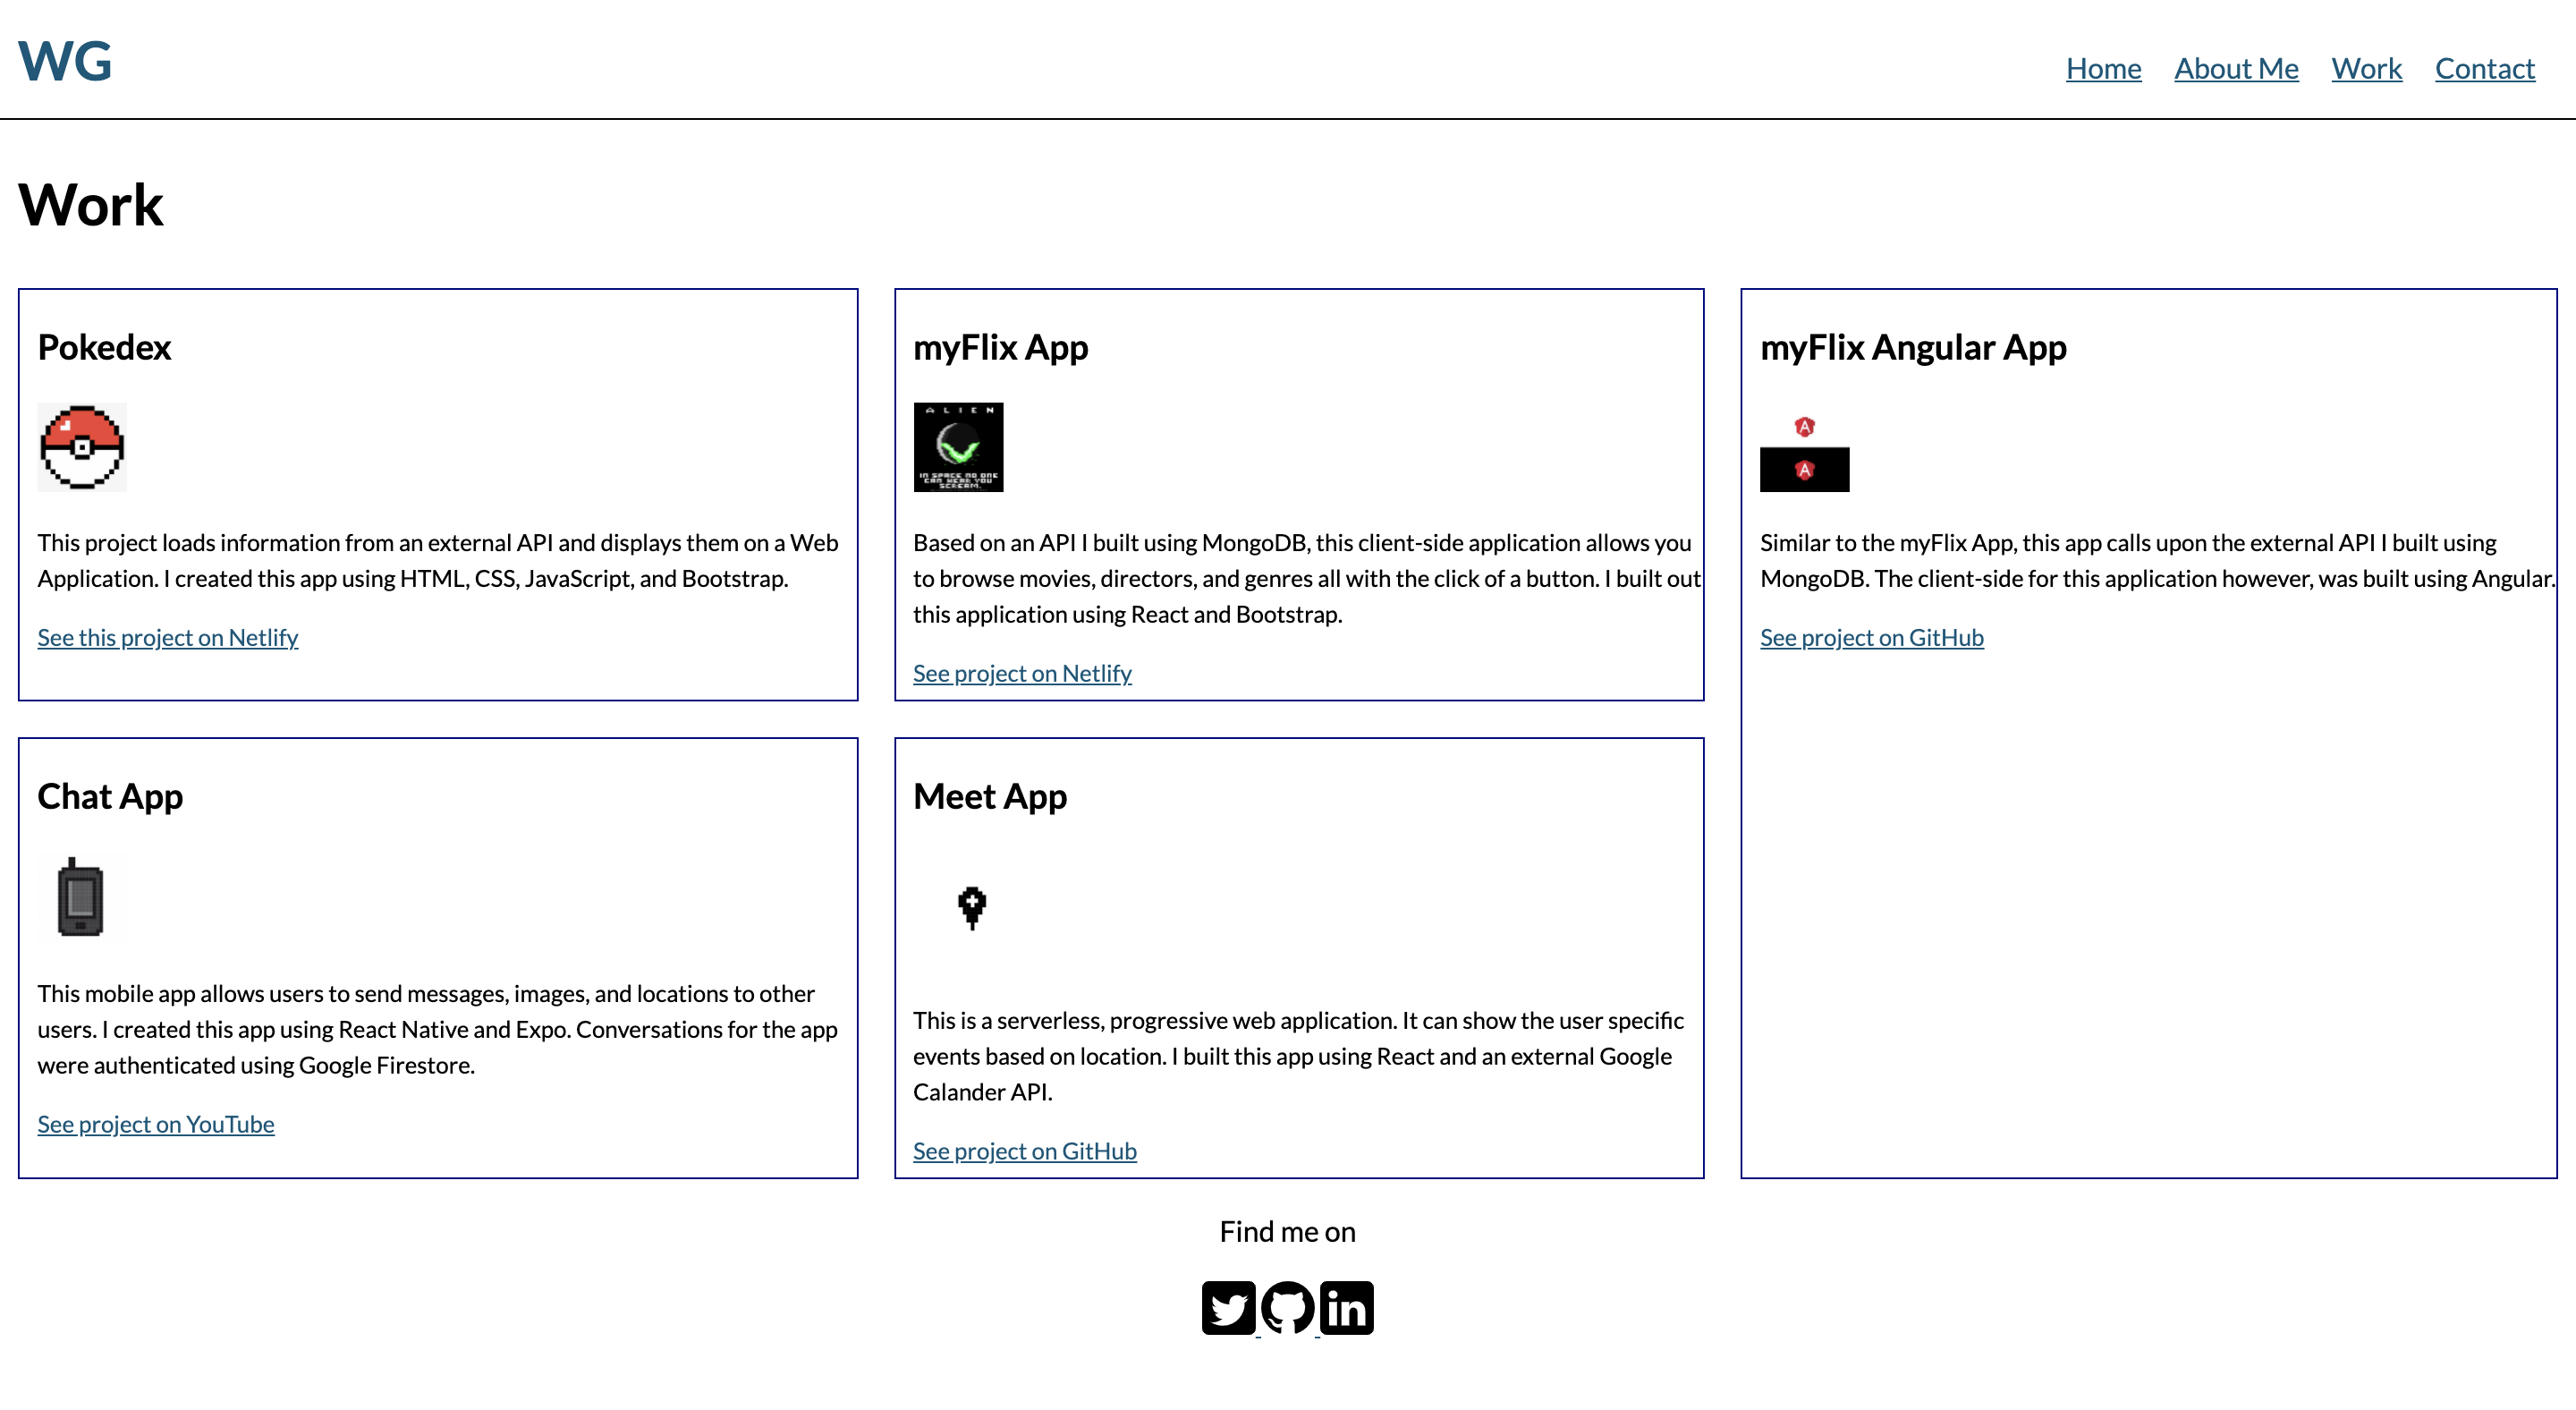 WG
Home About Me Work Contact
Work
Pokedex
This project loads information from an external API and displays them on a Web
Application. I created this app using HTML, CSS, JavaScript, and Bootstrap.
See this project on Netlify
myFlix App
A L I E N
IN SPACE NO ONE
CAN HEAR YOU
SCREAM.
Based on an API I built using MongoDB, this client-side application allows you
to browse movies, directors, and genres all with the click of a button. I built out
this application using React and Bootstrap.
See project on Netlify
myFlix Angular App
A
A
Similar to the myFlix App, this app calls upon the external API I built using
MongoDB. The client-side for this application however, was built using Angular.
See project on GitHub
Chat App
This mobile app allows users to send messages, images, and locations to other
users. I created this app using React Native and Expo. Conversations for the app
were authenticated using Google Firestore.
See project on YouTube
Meet App
This is a serverless, progressive web application. It can show the user specific
events based on location. I built this app using React and an external Google
Calander API.
See project on GitHub
Find me on
in